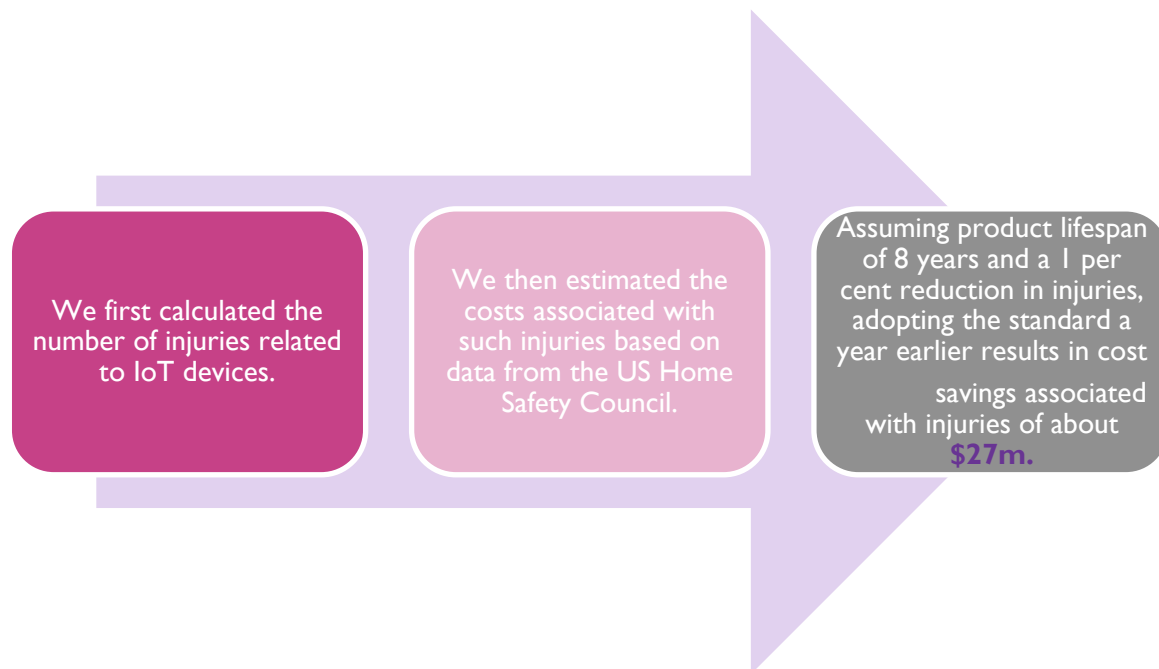 We first calculated the
number of injuries related
to IoT devices.
We then estimated the
costs associated with
such injuries based on
data from the US Home
Safety Council.
Assuming product lifespan
of 8 years and a 1 per
cent reduction in injuries,
adopting the standard a
year earlier results in cost
savings associated
with injuries of about
$27m.